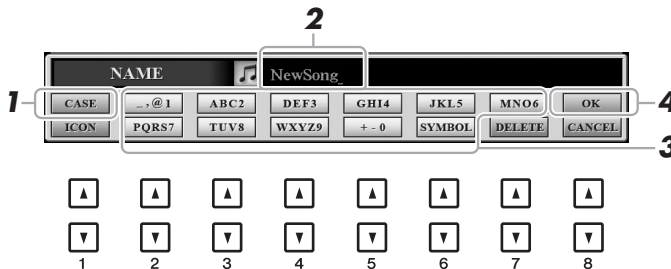 2
NAME NewSong_
1 CASE _,@1 ABC2 DEF3 GHI4 JKL5 MNO6 OK 4
ICON PQRS7 TUV8 WXYZ9 +-0 SYMBOL DELETE CANCEL
3
1 2 3 4 5 6 7 8